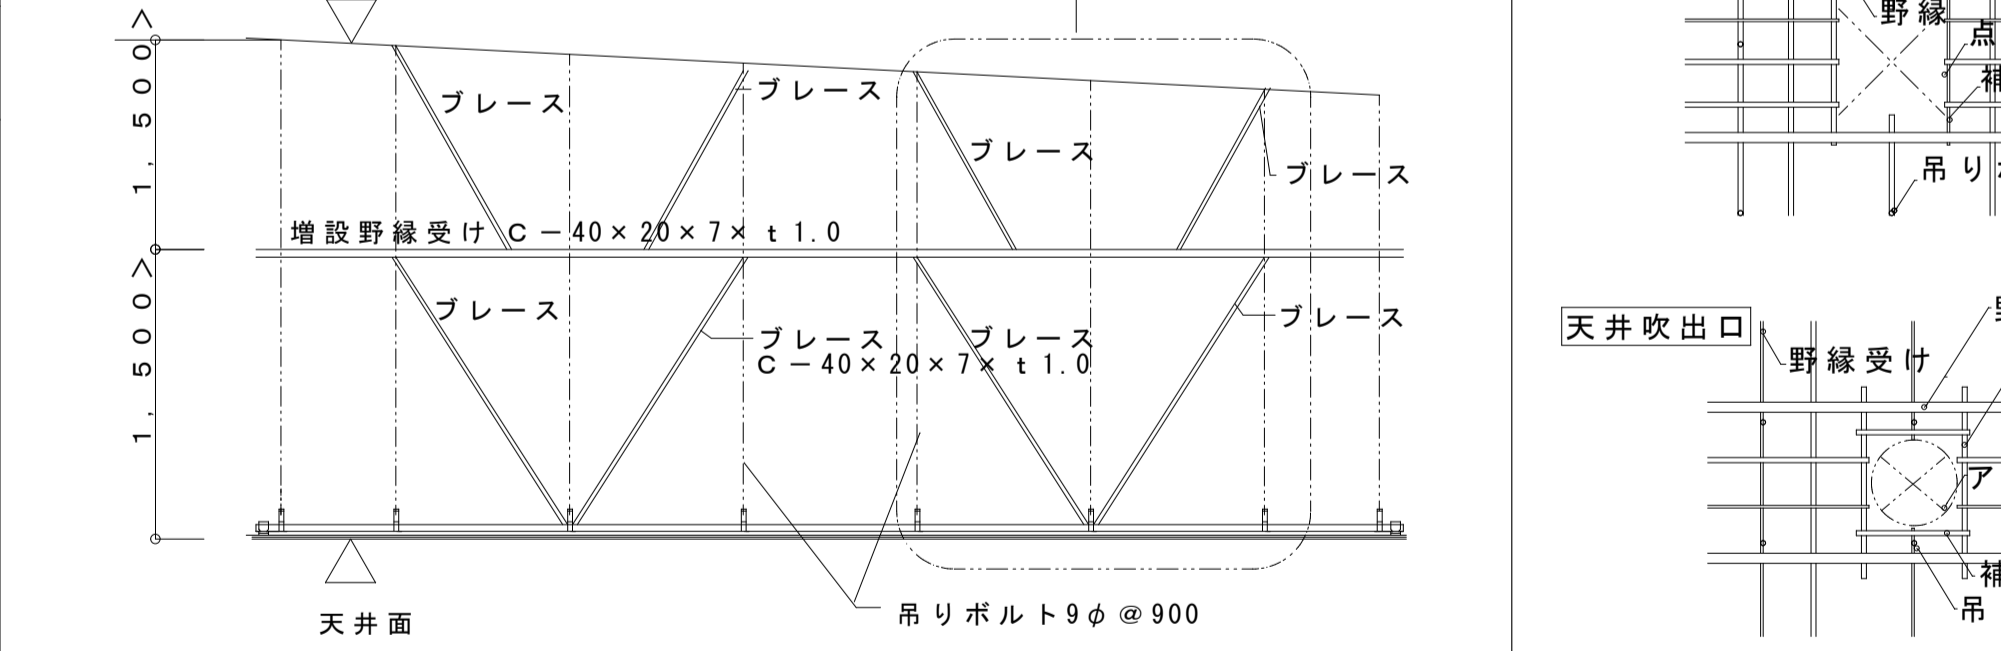 1,500>
ブレース
ブレース
ブレース
ブレース
増設野縁受け C－40×20×7×t1.0
1,500>
ブレース
ブレース
C－40×20×7×t1.0
ブレース
ブレース
天井面
吊りボルト9φ@900
野縁
点
補
吊り
天井吹出口
野縁受け
ア
補
吊